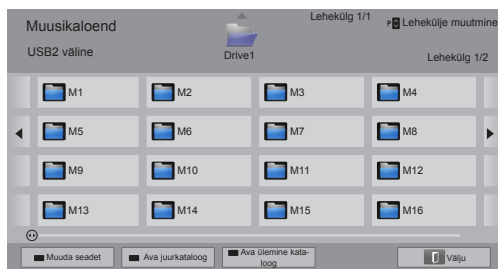 Muusikaloend
Lehekülg 1/1
P Lehekülje muutmine
USB2 väline
Drive1
Lehekülg 1/2
M1
M2
M3
M4
M5
M6
M7
M8
M9
M10
M11
M12
M13
M14
M15
M16
Muuda seadet
Ava juurkataloog
Ava ülemine kata-
loog
Välju